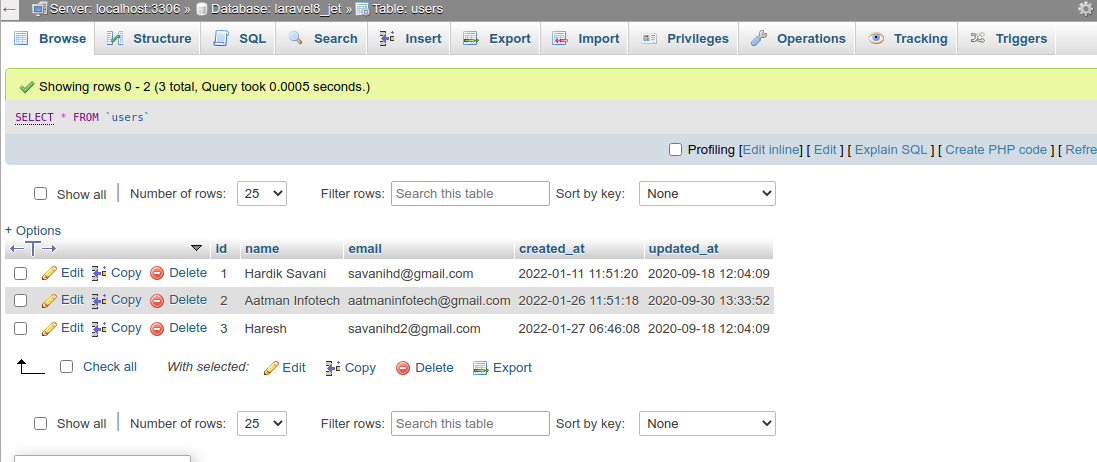 Server: localhost:3306 » Database: laravel8_jet » Table: users
Browse Structure SQL Search Insert Export Import Privileges Operations Tracking Triggers
Showing rows 0 - 2 (3 total, Query took 0.0005 seconds.)
SELECT * FROM `users`
Profiling [Edit inline] [ Edit ] [ Explain SQL ] [ Create PHP code ] [ Refre
Show all Number of rows: 25 Filter rows: Search this table Sort by key: None
+ Options
id name email created_at updated_at
Edit Copy Delete 1 Hardik Savani savanihd@gmail.com 2022-01-11 11:51:20 2020-09-18 12:04:09
Edit Copy Delete 2 Aatman Infotech aatmaninfotech@gmail.com 2022-01-26 11:51:18 2020-09-30 13:33:52
Edit Copy Delete 3 Haresh savanihd2@gmail.com 2022-01-27 06:46:08 2020-09-18 12:04:09
Check all With selected: Edit Copy Delete Export
Show all Number of rows: 25 Filter rows: Search this table Sort by key: None